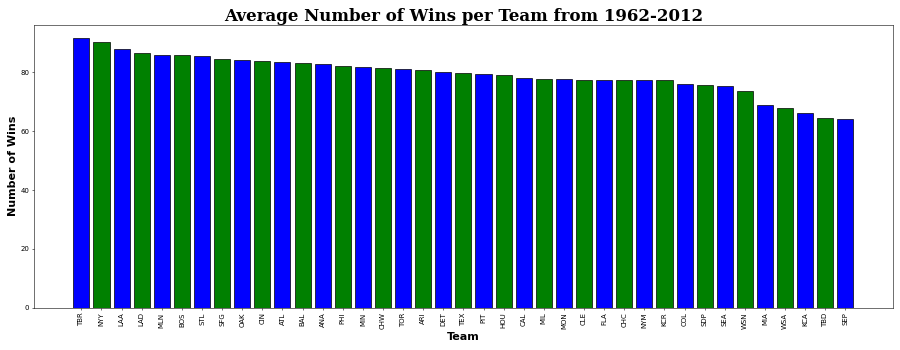 Average Number of Wins per Team from 1962-2012
Number of Wins
80
60
40
20
0
TBR NYY LAA LAD MLN BOS STL SFG OAK CIN ATL BAL ANA PHI MIN CHW TOR ARI DET TEX PIT HOU CAL MIL MON CLE FLA CHC NYM KCR COL SDP SEA WSN MIA WSA KCA TBD SEP
Team